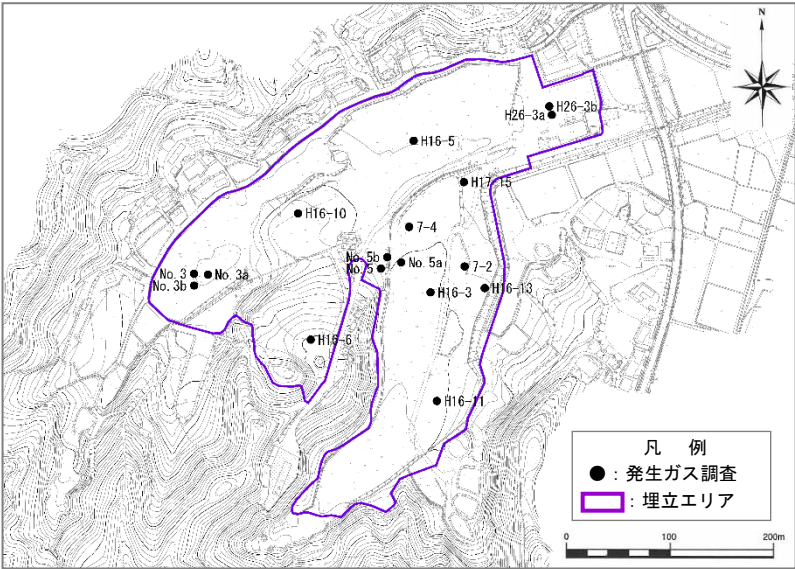 N
H26-3b
H26-3a
H16-5
H17-15
H16-10
7-4
No. 5b
No. 5a
No. 5
7-2
No. 3
No. 3a
No. 3b
H16-3
H16-13
H16-6
H16-11
凡 例
● : 発生ガス調査
: 埋立エリア
0 100 200m